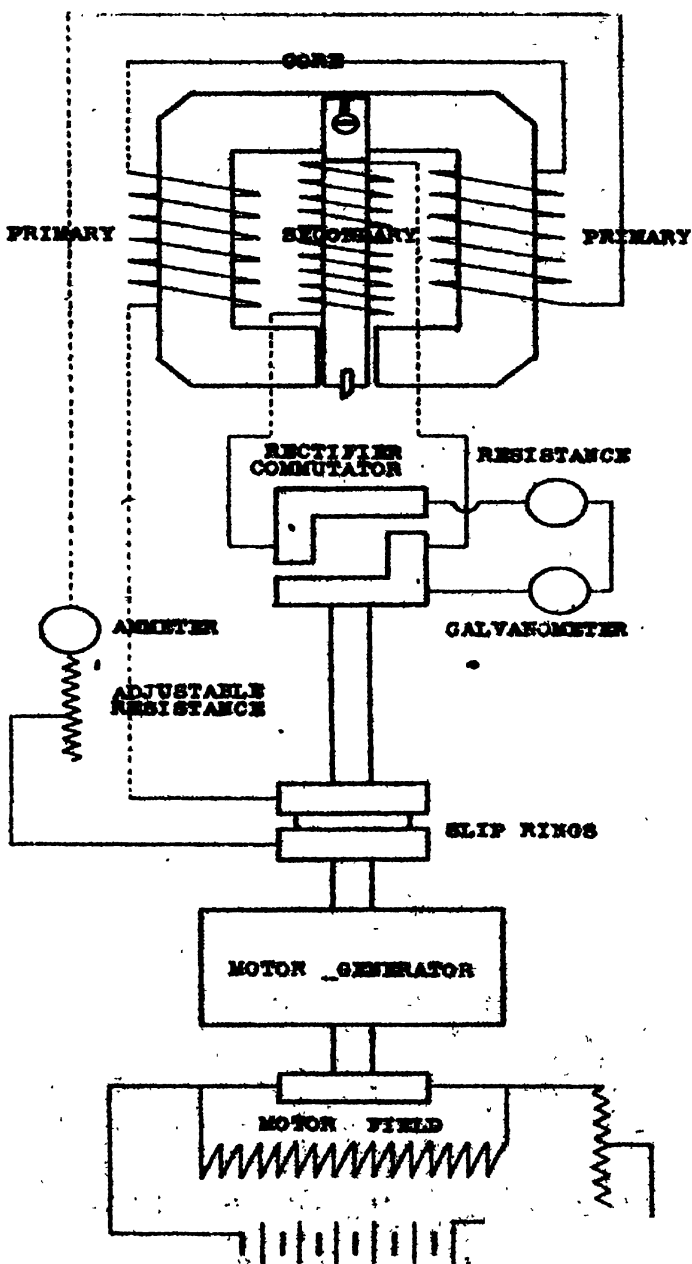 CORE
PRIMARY
SECONDARY
PRIMARY
RECTIFIER
COMMUTATOR
RESISTANCE
AMMETER
GALVANOMETER
ADJUSTABLE
RESISTANCE
SLIP RINGS
MOTOR GENERATOR
MOTOR FIELD